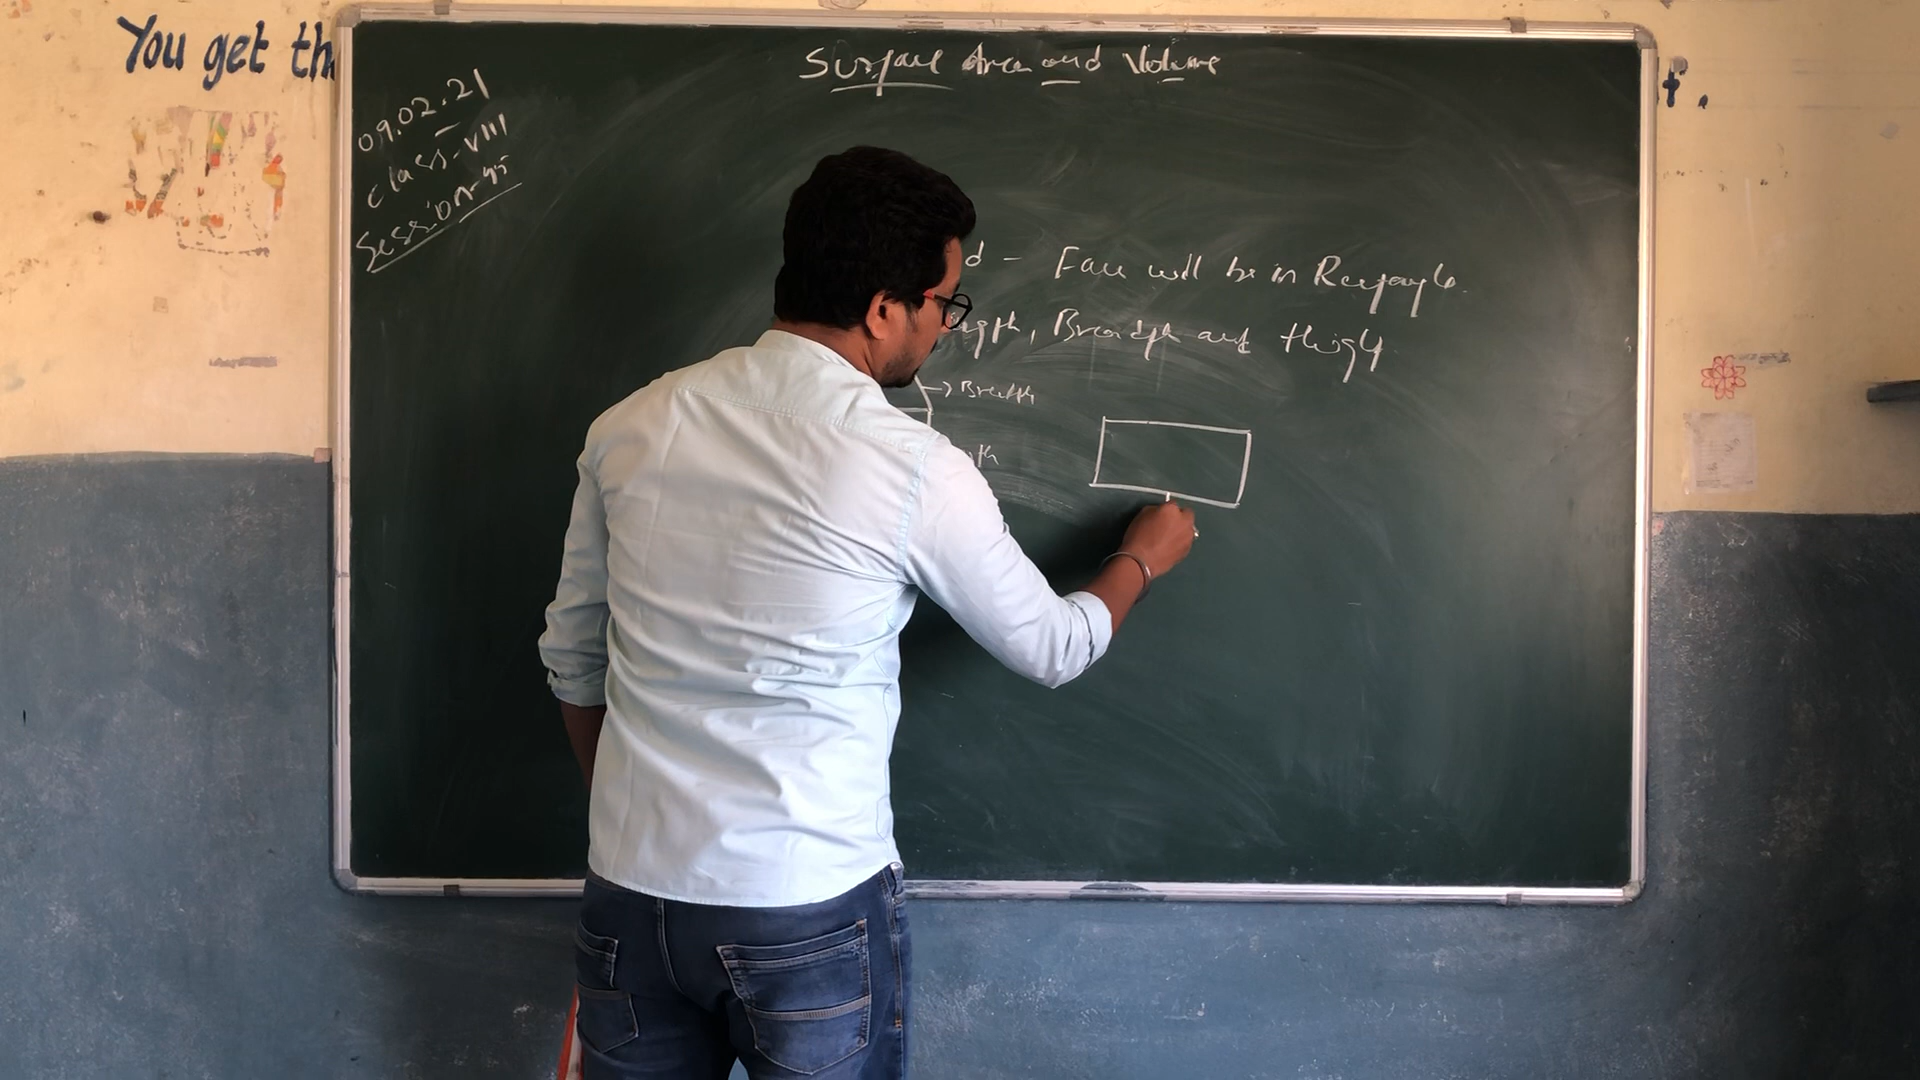 You get th
t.
Surface Area and Volume
09.02.21
class-VIII
Session-
d - Face will be in Rectangle.
ngth, Breadth and
→ Breadth
gth